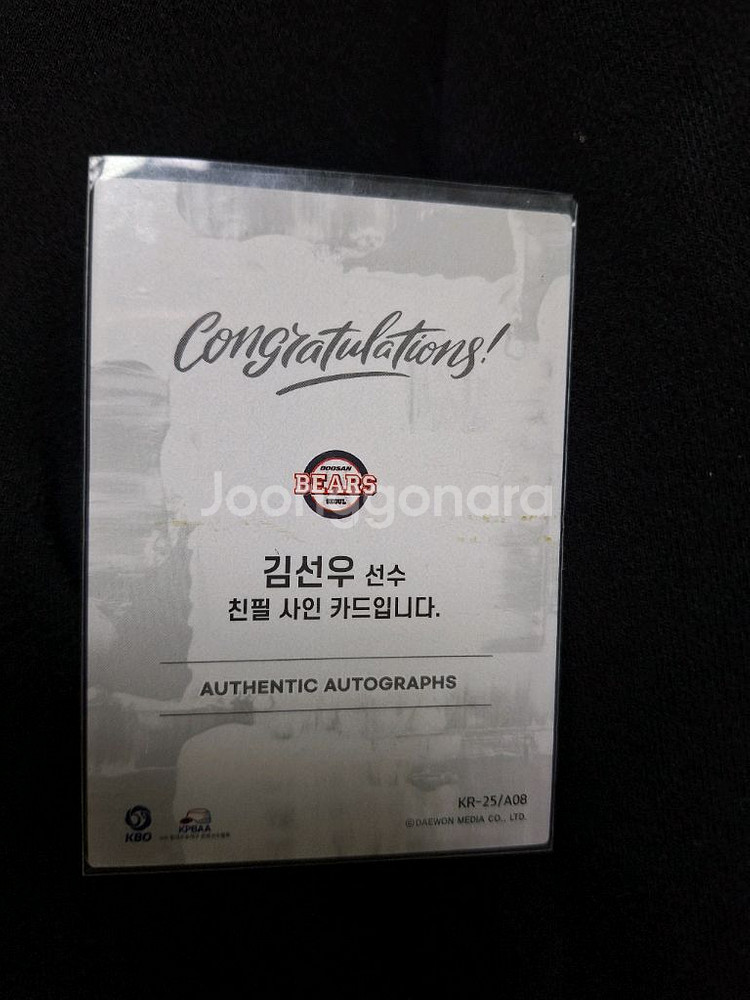 Congratulations!
DOOSAN
BEARS
SEOUL
Joonggonara
김선우 선수
친필 사인 카드입니다.
AUTHENTIC AUTOGRAPHS
KR-25/A08
KBO
KPBAA
©DAEWON MEDIA CO., LTD.